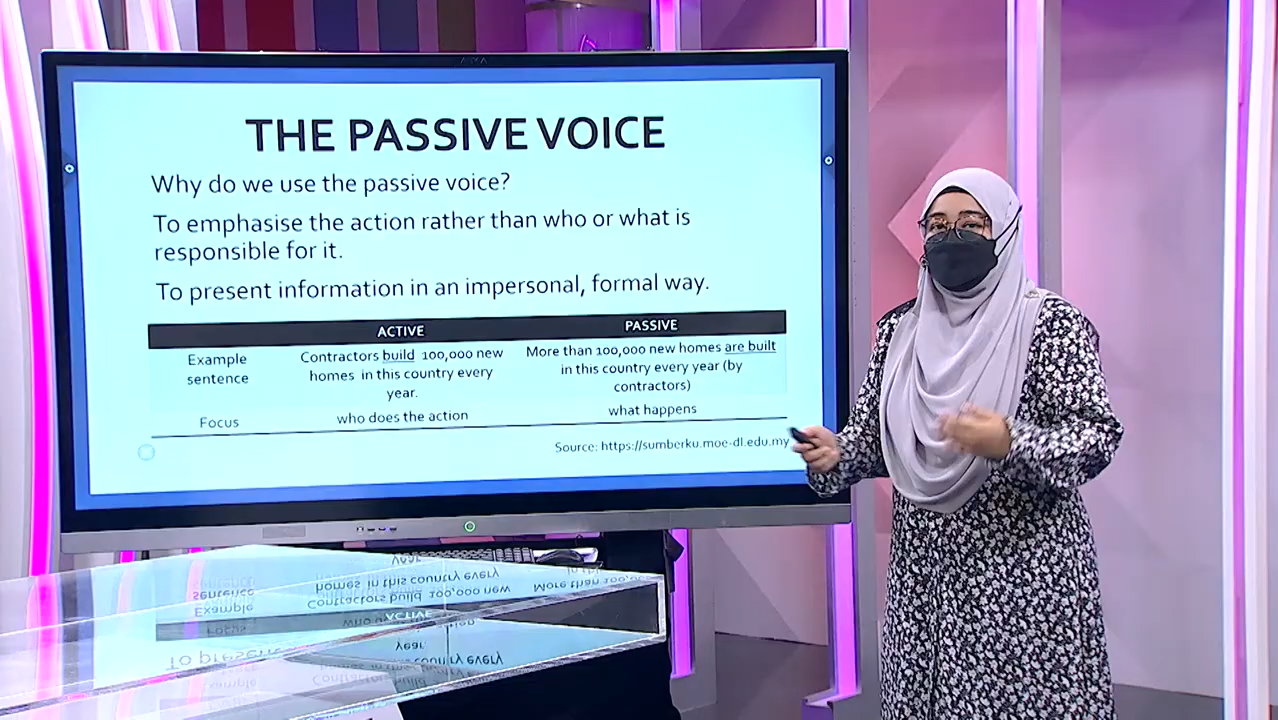 THE PASSIVE VOICE
Why do we use the passive voice?
To emphasise the action rather than who or what is
responsible for it.
To present information in an impersonal, formal way.
ACTIVE PASSIVE
Example
sentence
Contractors build 100,000 new
homes in this country every
year.
More than 100,000 new homes are built
in this country every year (by
contractors)
Focus who does the action what happens
Source: https://sumberku.moe-dl.edu.my